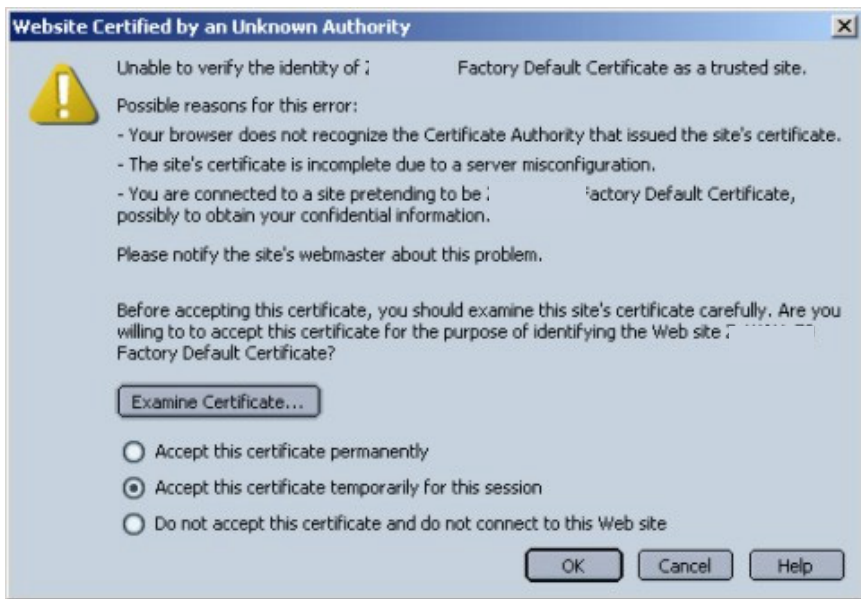 Website Certified by an Unknown Authority
Unable to verify the identity of Factory Default Certificate as a trusted site.
Possible reasons for this error:
- Your browser does not recognize the Certificate Authority that issued the site's certificate.
- The site's certificate is incomplete due to a server misconfiguration.
- You are connected to a site pretending to be Factory Default Certificate,
possibly to obtain your confidential information.
Please notify the site's webmaster about this problem.
Before accepting this certificate, you should examine this site's certificate carefully. Are you
willing to to accept this certificate for the purpose of identifying the Web site
Factory Default Certificate?
Examine Certificate...
Accept this certificate permanently
Accept this certificate temporarily for this session
Do not accept this certificate and do not connect to this Web site
OK Cancel Help